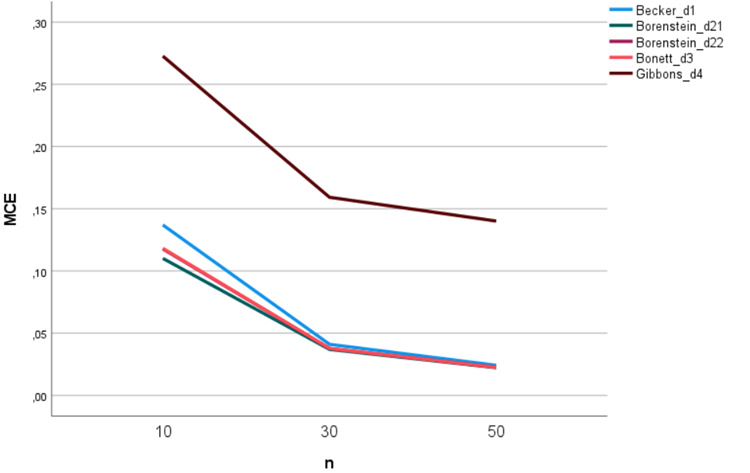 Becker_d1
Borenstein_d21
Borenstein_d22
Bonett_d3
Gibbons_d4
,30
,25
,20
,15
,10
,05
,00
MCE
10 30 50
n